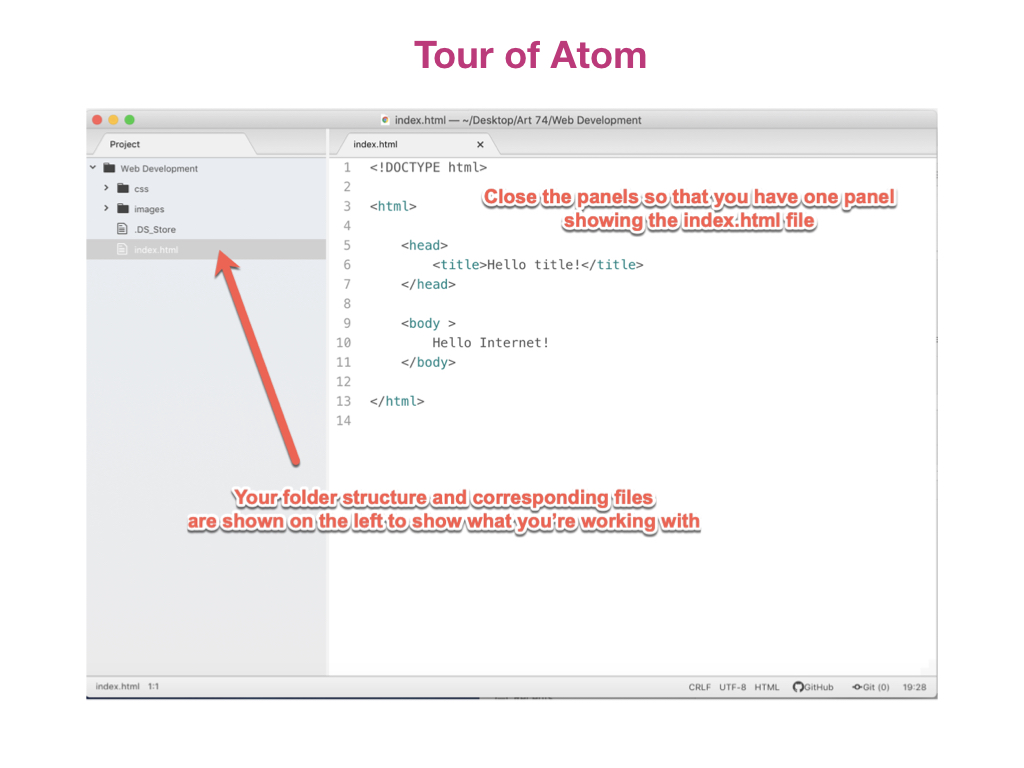 Tour of Atom
index.html — ~/Desktop/Art 74/Web Development
Project
index.html
Web Development
css
images
.DS_Store
index.html
1 <!DOCTYPE html>
2
3 <html>
4
5 <head>
6 <title>Hello title!</title>
7 </head>
8
9 <body >
10 Hello Internet!
11 </body>
12
13 </html>
14
Close the panels so that you have one panel
showing the index.html file
Your folder structure and corresponding files
are shown on the left to show what you're working with
index.html 1:1
CRLF UTF-8 HTML GitHub Git (0) 19:28